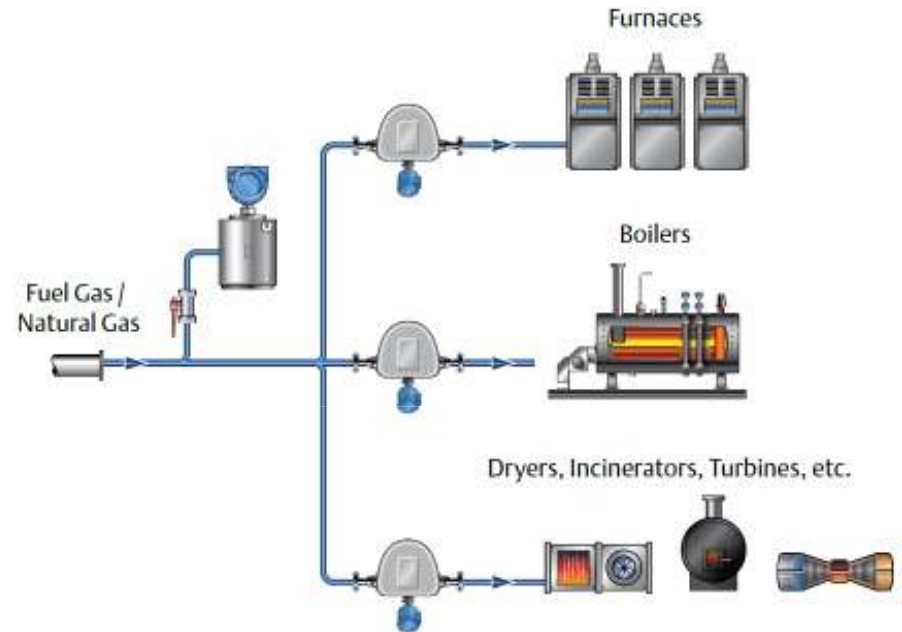 Furnaces
Boilers
Fuel Gas /
Natural Gas
Dryers, Incinerators, Turbines, etc.